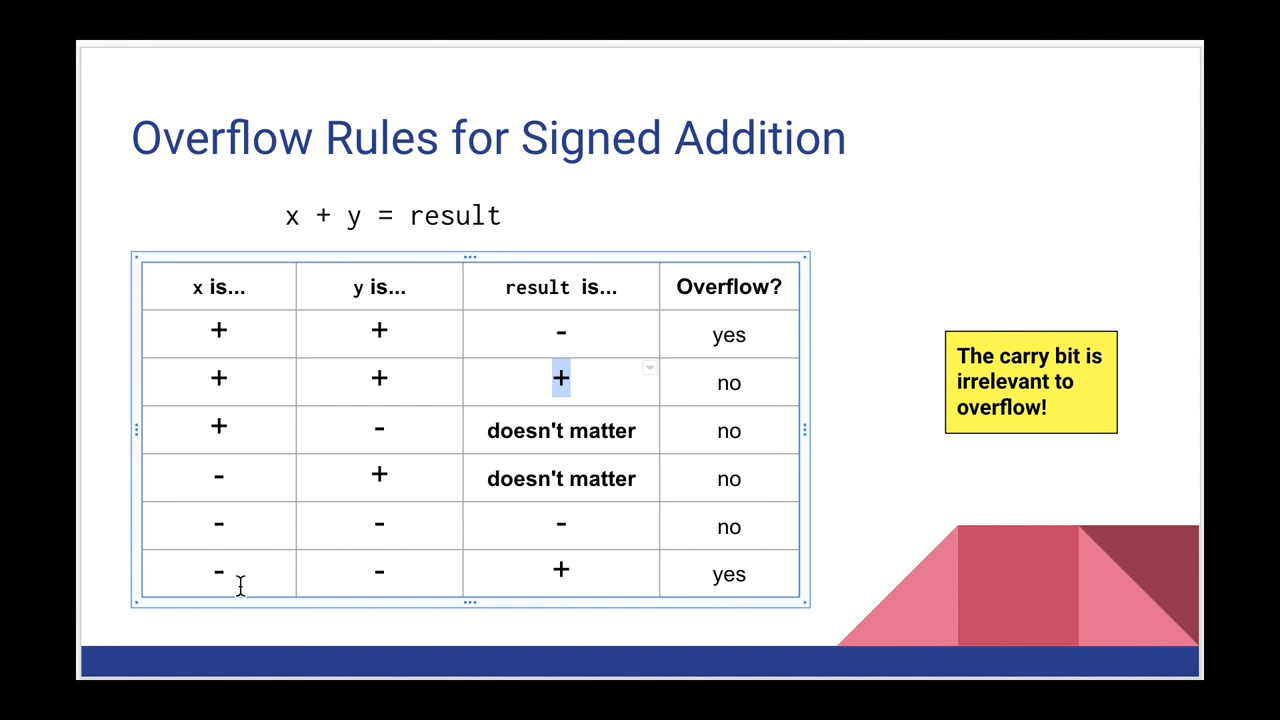 Overflow Rules for Signed Addition
x + y = result
x is... y is... result is... Overflow?
+ + - yes
+ + + no
+ - doesn't matter no
- + doesn't matter no
- - - no
- - + yes
The carry bit is
irrelevant to
overflow!